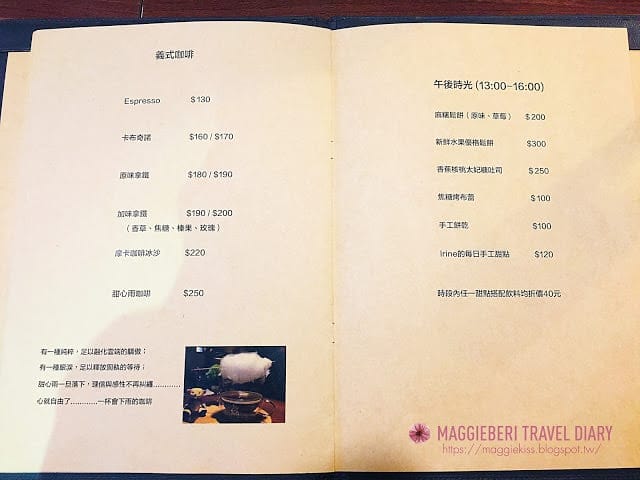 義式咖啡
Espresso $130
卡布奇諾 $160 / $170
原味拿鐵 $180 / $190
加味拿鐵 $190 / $200
(香草、焦糖、榛果、玫瑰)
摩卡咖啡冰沙 $220
甜心雨咖啡 $250
有一種純粹，足以融化雲端的驕傲；
有一種眼淚，足以釋放固執的等待；
甜心雨一旦落下，理信與感性不再糾纏…………
心就自由了…………一杯會下雨的咖啡
午後時光 (13:00-16:00)
麻糬鬆餅（原味、草莓） $200
新鮮水果優格鬆餅 $300
香蕉核桃太妃糖吐司 $250
焦糖烤布蕾 $100
手工餅乾 $100
Irine的每日手工甜點 $120
時段內任一甜點搭配飲料均折價40元
MAGGIEBERI TRAVEL DIARY
https://maggiekiss.blogspot.tw/